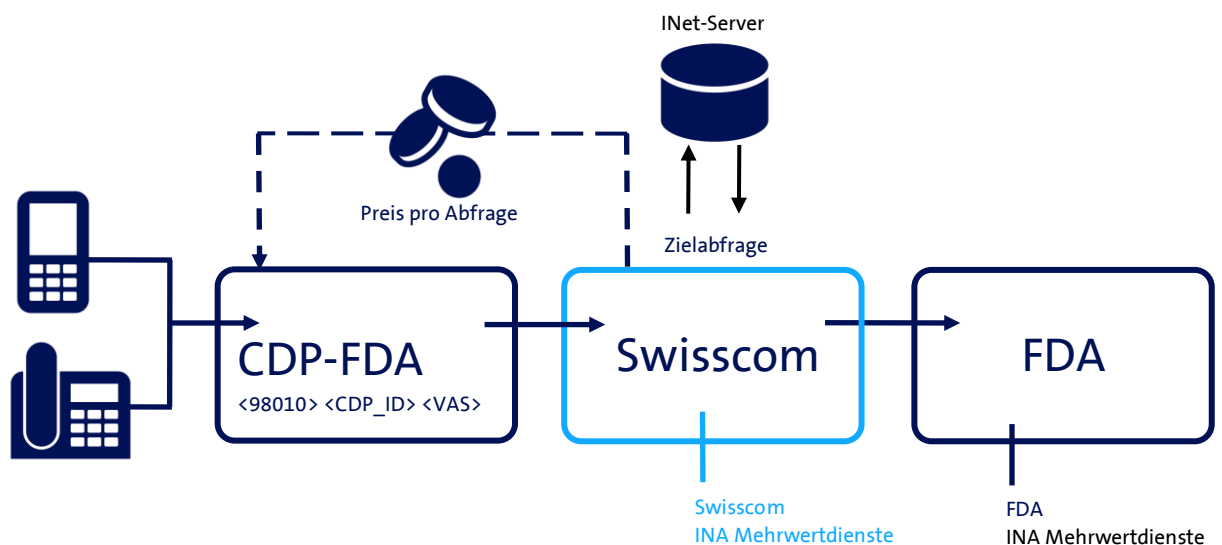 INet-Server
Preis pro Abfrage
Zielabfrage
CDP-FDA
<98010> <CDP_ID> <VAS>
Swisscom
FDA
Swisscom
INA Mehrwertdienste
FDA
INA Mehrwertdienste